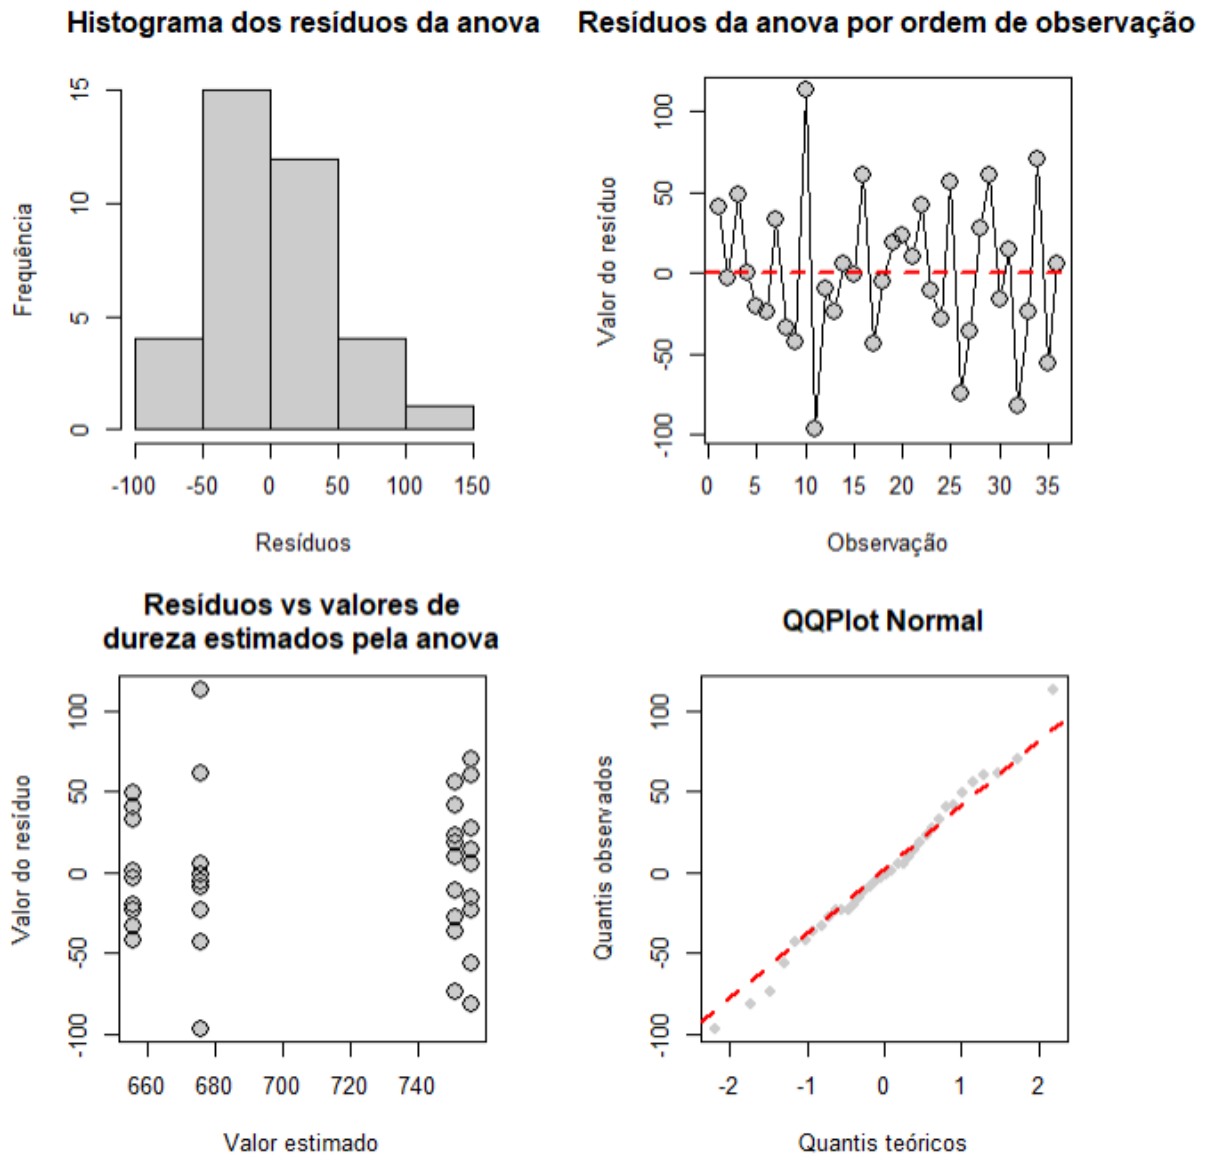 Histograma dos resíduos da anova
Frequência
15
10
5
0
-100 -50 0 50 100 150
Resíduos
Resíduos da anova por ordem de observação
Valor do resíduo
100
50
0
-50
-100
0 5 10 15 20 25 30 35
Observação
Resíduos vs valores de
dureza estimados pela anova
Valor do resíduo
100
50
0
-50
-100
660 680 700 720 740
Valor estimado
QQPlot Normal
Quantis observados
100
50
0
-50
-100
-2 -1 0 1 2
Quantis teóricos